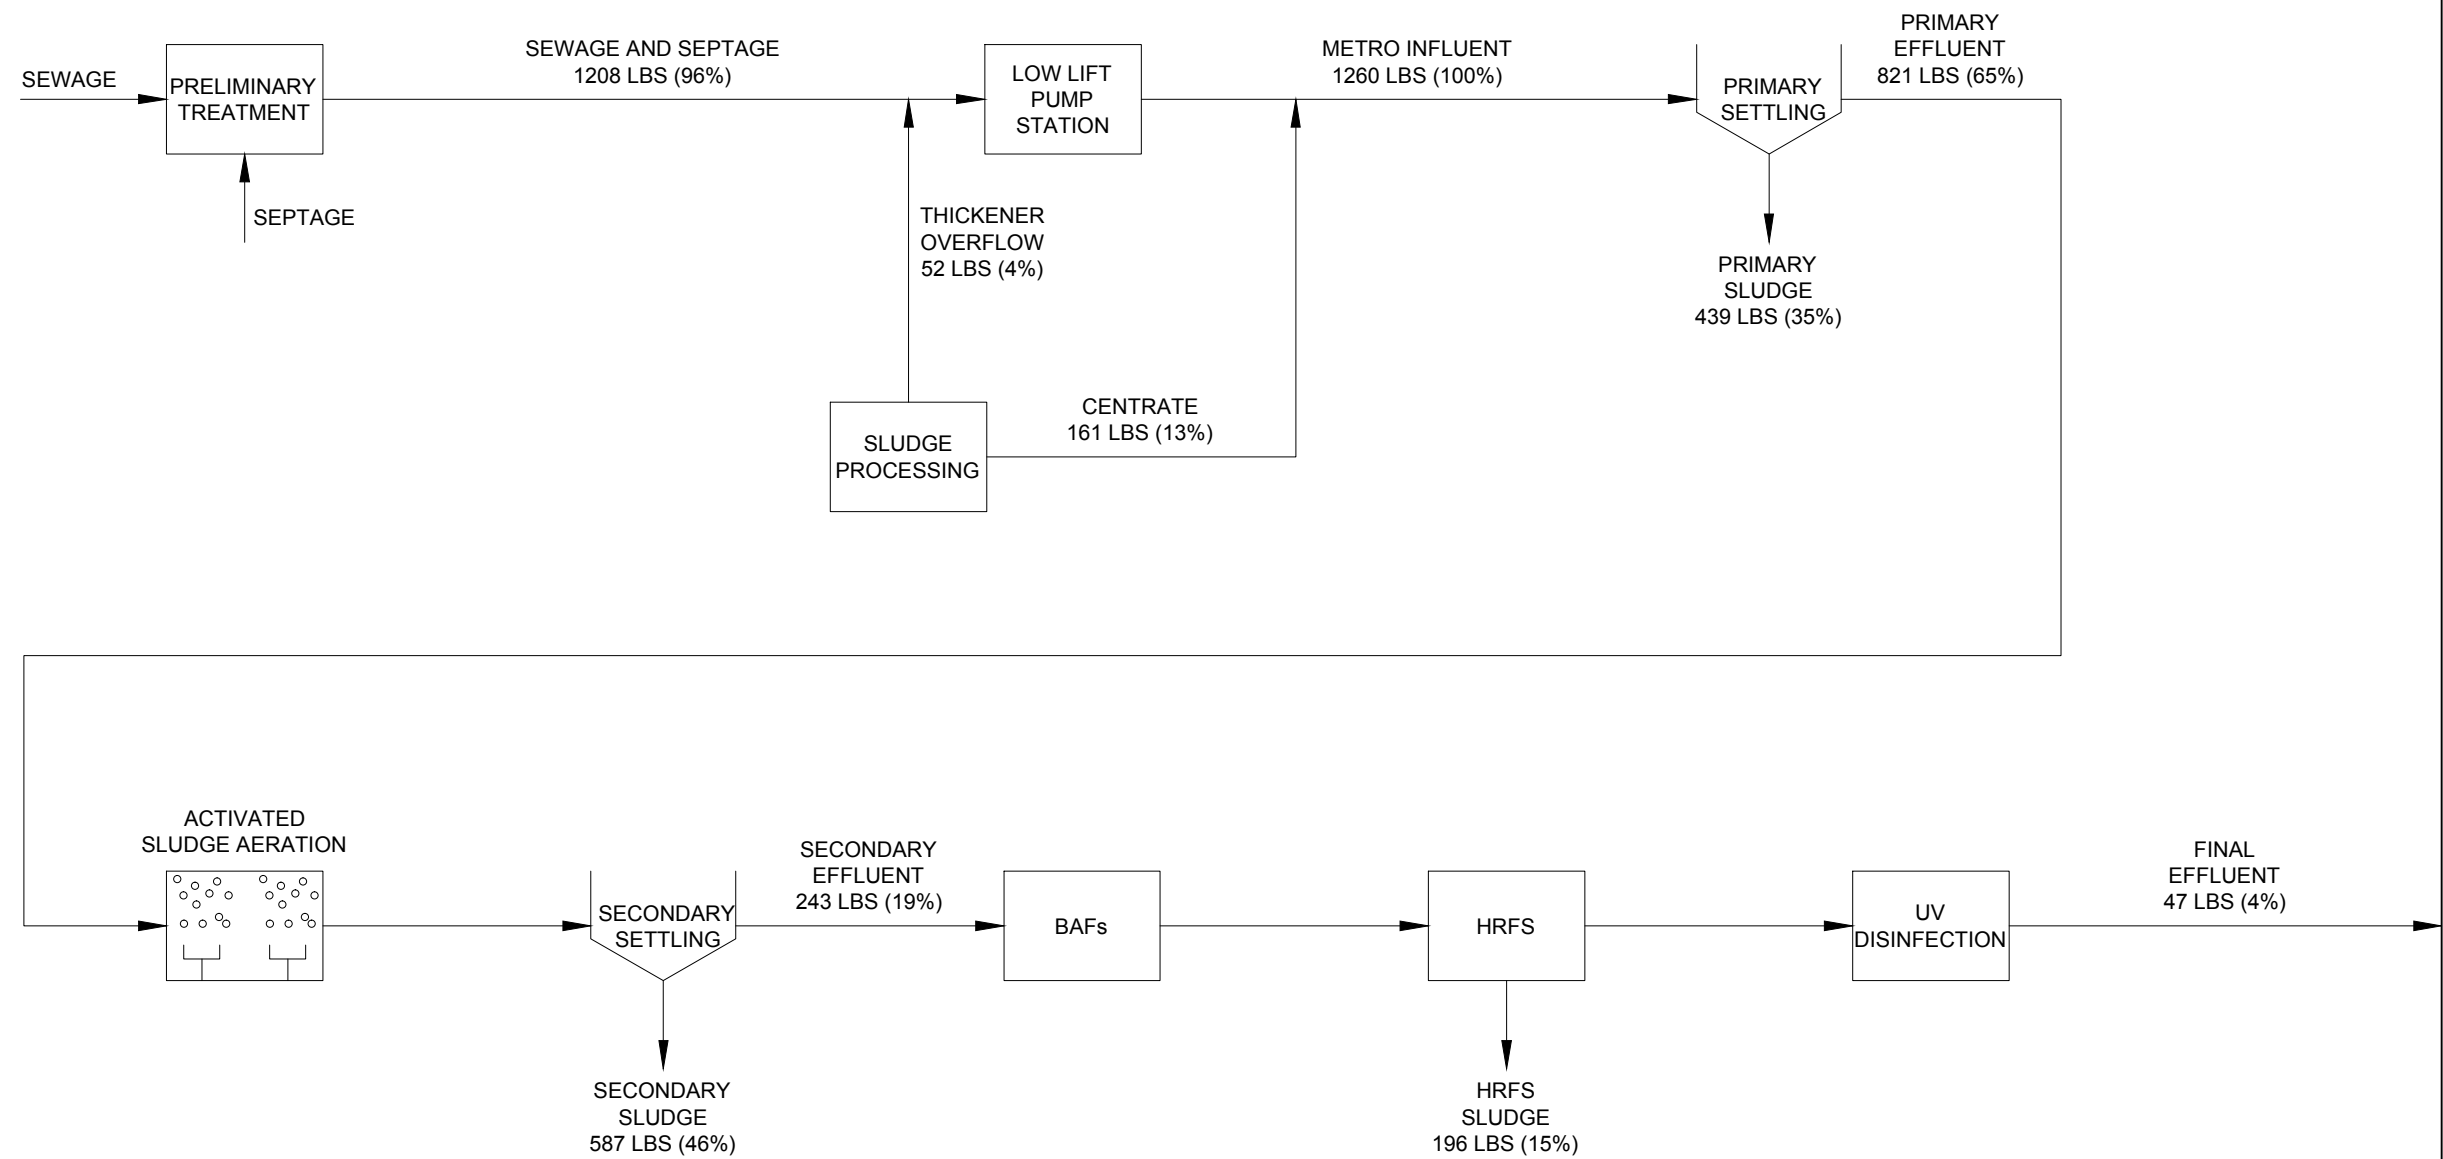 SEWAGE
PRELIMINARY
TREATMENT
SEPTAGE
SEWAGE AND SEPTAGE
1208 LBS (96%)
THICKENER
OVERFLOW
52 LBS (4%)
LOW LIFT
PUMP
STATION
SLUDGE
PROCESSING
CENTRATE
161 LBS (13%)
METRO INFLUENT
1260 LBS (100%)
PRIMARY
SETTLING
PRIMARY
SLUDGE
439 LBS (35%)
PRIMARY
EFFLUENT
821 LBS (65%)
ACTIVATED
SLUDGE AERATION
SECONDARY
SETTLING
SECONDARY
SLUDGE
587 LBS (46%)
SECONDARY
EFFLUENT
243 LBS (19%)
BAFs
HRFS
HRFS
SLUDGE
196 LBS (15%)
UV
DISINFECTION
FINAL
EFFLUENT
47 LBS (4%)